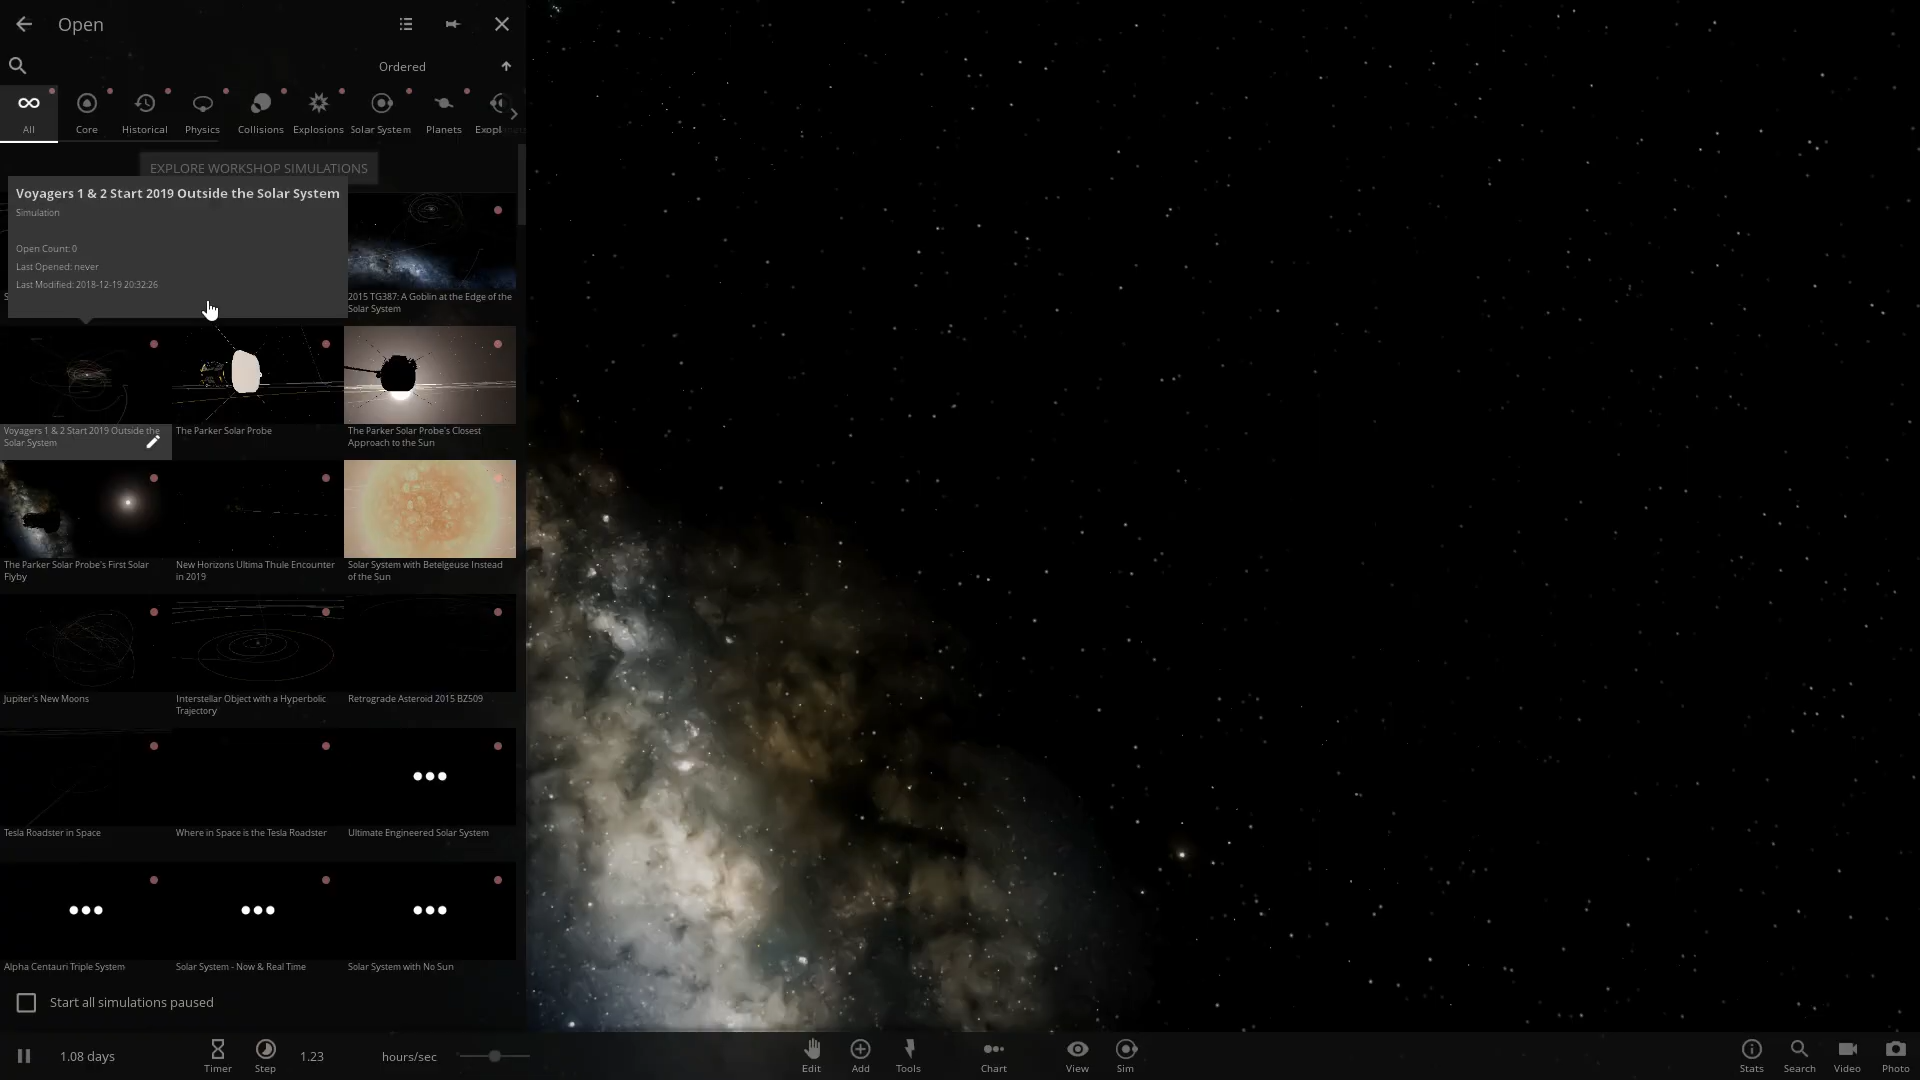 Open
Ordered
All
Core
Historical
Physics
Collisions
Explosions
Solar System
Planets
EXPLORE WORKSHOP SIMULATIONS
Voyagers 1 & 2 Start 2019 Outside the Solar System
Simulation
Open Count: 0
Last Opened: never
Last Modified: 2018-12-19 20:32:26
2015 TG387: A Goblin at the Edge of the
Solar System
Voyagers 1 & 2 Start 2019 Outside the
Solar System
The Parker Solar Probe
The Parker Solar Probe's Closest
Approach to the Sun
The Parker Solar Probe's First Solar
Flyby
New Horizons Ultima Thule Encounter
in 2019
Solar System with Betelgeuse Instead
of the Sun
Jupiter's New Moons
Interstellar Object with a Hyperbolic
Trajectory
Retrograde Asteroid 2015 BZ509
Tesla Roadster in Space
Where in Space is the Tesla Roadster
Ultimate Engineered Solar System
Alpha Centauri Triple System
Solar System - Now & Real Time
Solar System with No Sun
Start all simulations paused
1.08 days
Timer
Step
1.23
hours/sec
Edit
Add
Tools
Chart
View
Sim
Stats
Search
Video
Photo